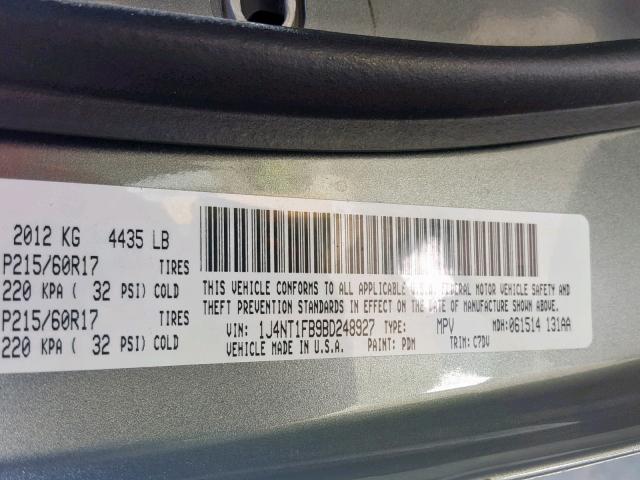 2012 KG 4435 LB
P215/60R17 TIRES
220 KPA ( 32 PSI) COLD
P215/60R17 TIRES
220 KPA ( 32 PSI) COLD
THIS VEHICLE CONFORMS TO ALL APPLICABLE U.S.A. FEDERAL MOTOR VEHICLE SAFETY AND
THEFT PREVENTION STANDARDS IN EFFECT ON THE DATE OF MANUFACTURE SHOWN ABOVE.
VIN: 1J4NT1FB9BD248927 TYPE: MPV MDH: 061514 131AA
VEHICLE MADE IN U.S.A. PAINT: PDM TRIM: C7DV